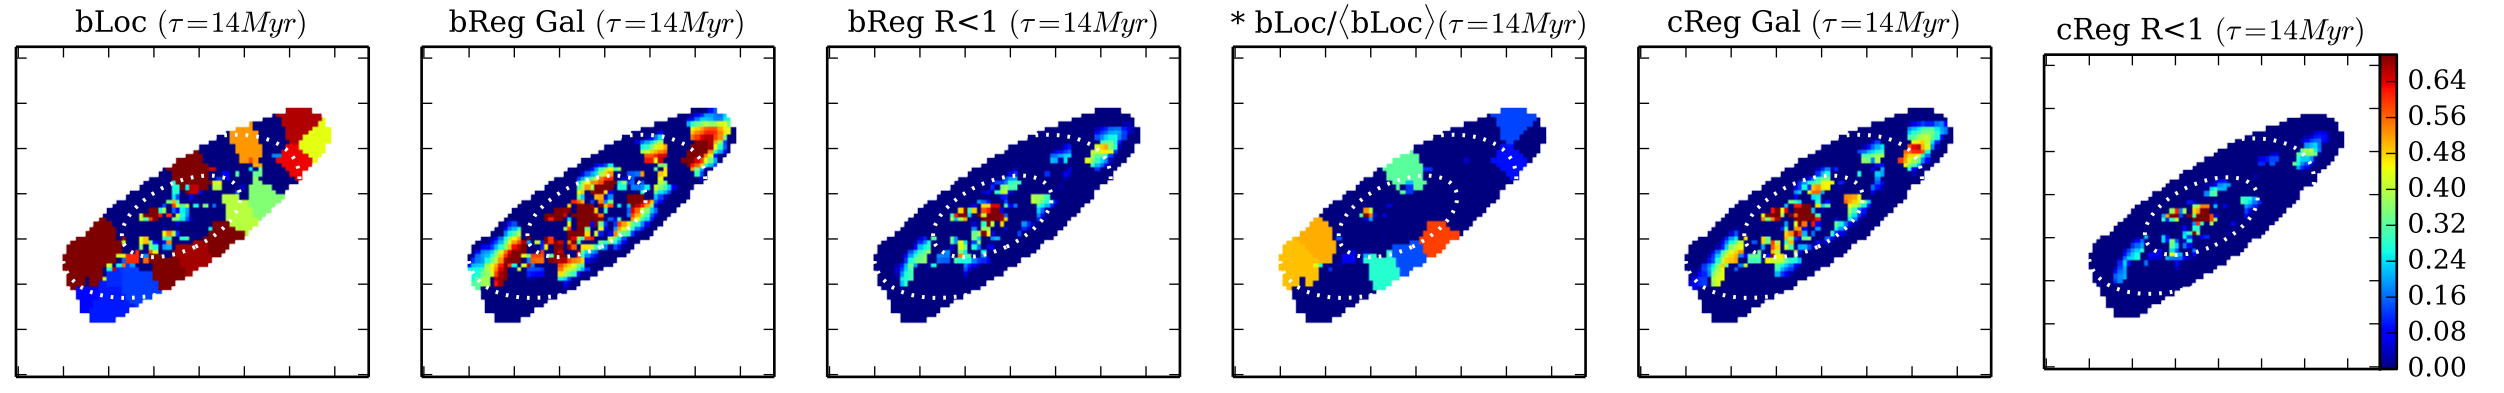 bLoc (τ=14Myr)
bReg Gal (τ=14Myr)
bReg R<1 (τ=14Myr)
* bLoc/⟨bLoc⟩(τ=14Myr)
cReg Gal (τ=14Myr)
cReg R<1 (τ=14Myr)
0.64
0.56
0.48
0.40
0.32
0.24
0.16
0.08
0.00